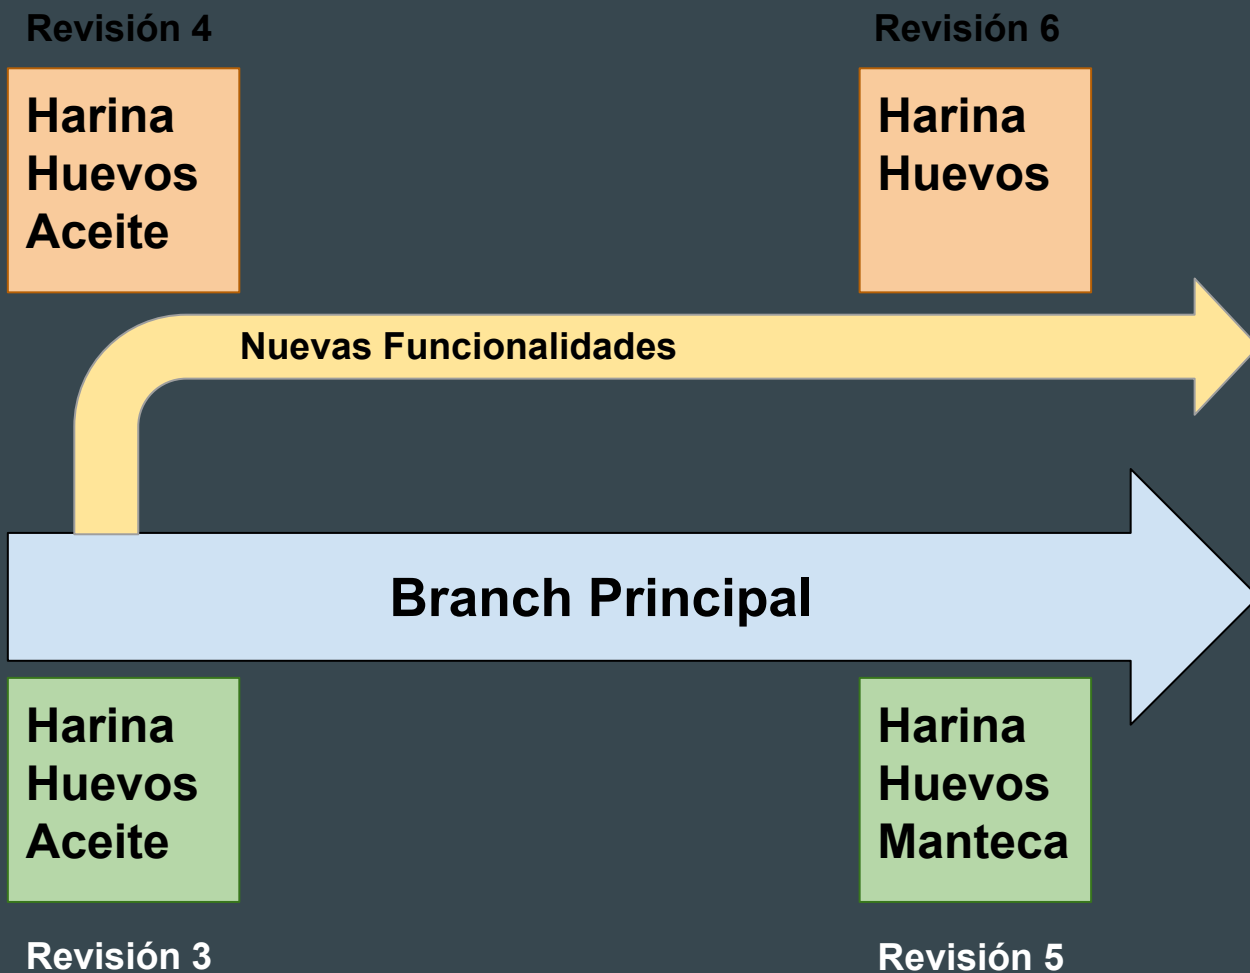 Revisión 4
Harina
Huevos
Aceite
Revisión 6
Harina
Huevos
Nuevas Funcionalidades
Branch Principal
Harina
Huevos
Aceite
Revisión 3
Harina
Huevos
Manteca
Revisión 5